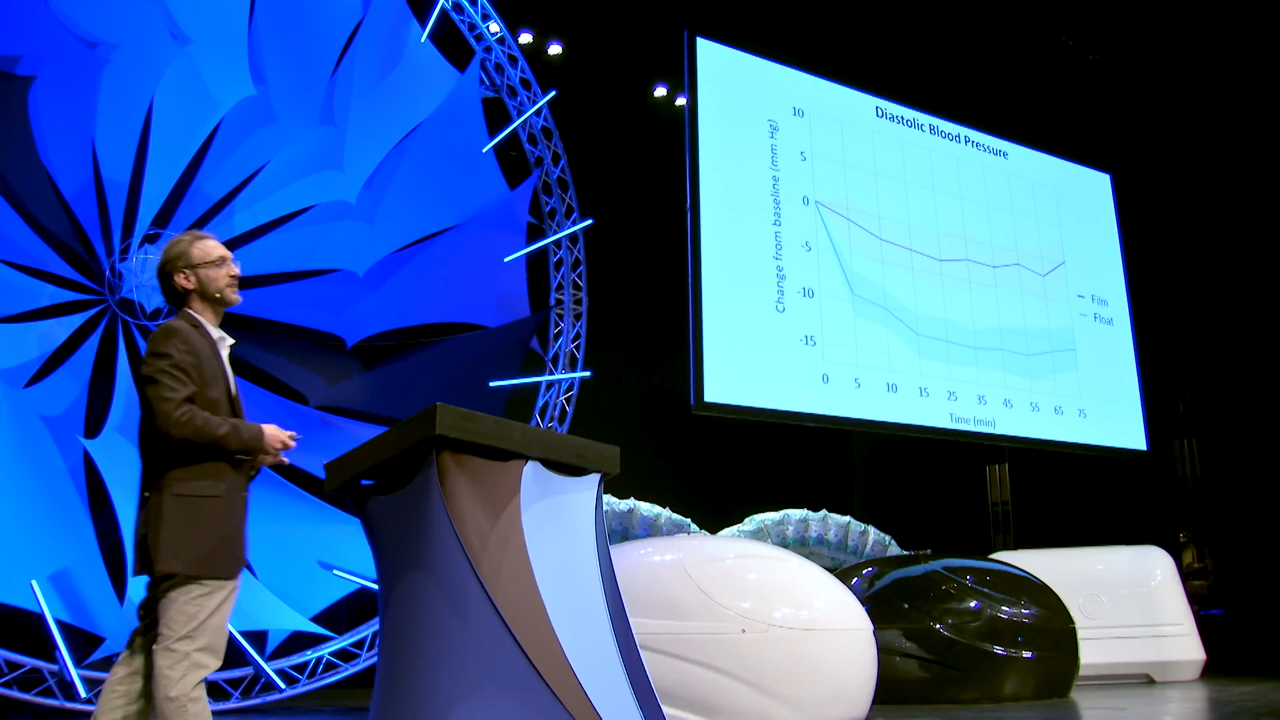 Diastolic Blood Pressure
Change from baseline (mm Hg)
10
5
0
-5
-10
-15
0 5 10 15 25 35 45 55 65 75
Time (min)
Film
Float